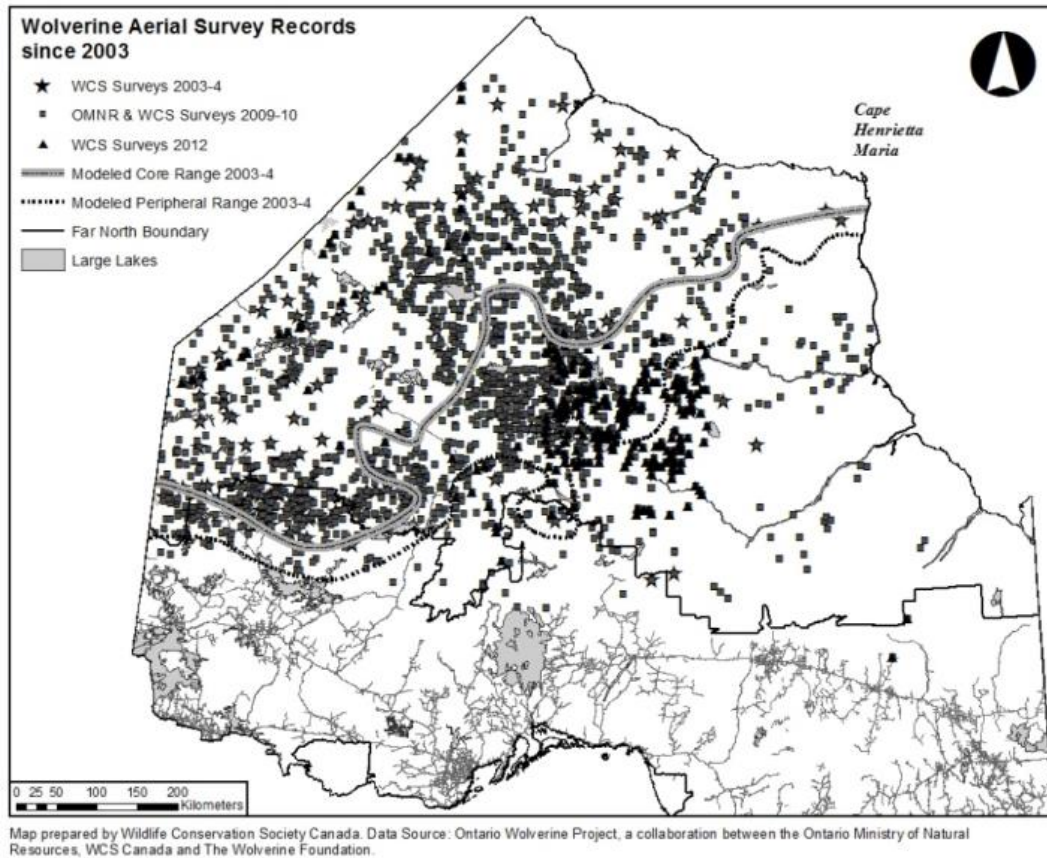 Wolverine Aerial Survey Records
since 2003
WCS Surveys 2003-4
OMNR & WCS Surveys 2009-10
WCS Surveys 2012
Modeled Core Range 2003-4
Modeled Peripheral Range 2003-4
Far North Boundary
Large Lakes
Cape
Henrietta
Maria
0 25 50 100 150 200
Kilometers
Map prepared by Wildlife Conservation Society Canada. Data Source: Ontario Wolverine Project, a collaboration between the Ontario Ministry of Natural
Resources, WCS Canada and The Wolverine Foundation.